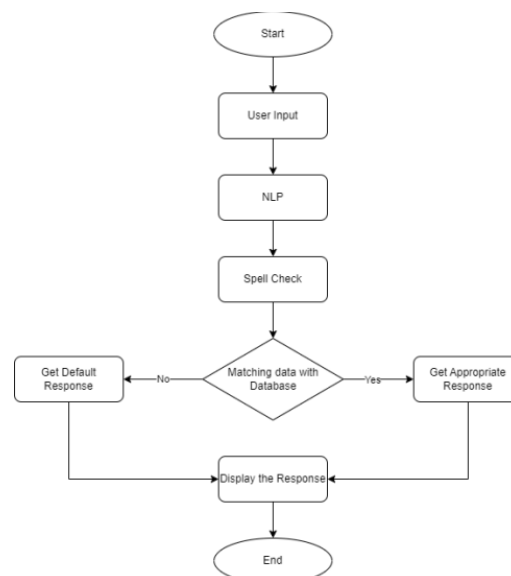 Start
User Input
NLP
Spell Check
Matching data with
Database
Get Default
Response
No
Yes
Get Appropriate
Response
Display the Response
End